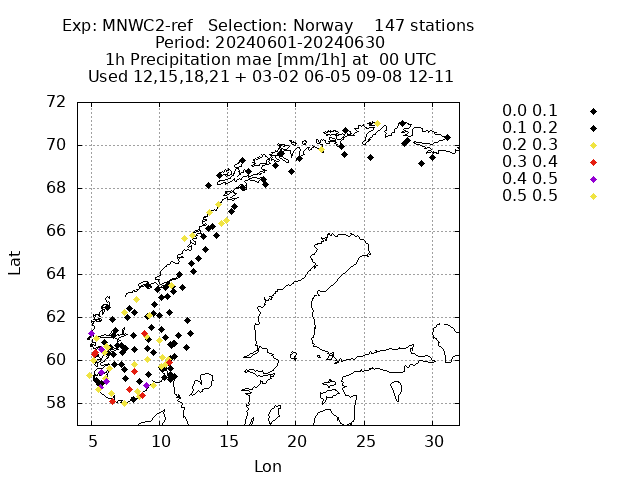 Exp: MNWC2-ref   Selection: Norway    147 stations
Period: 20240601-20240630
1h Precipitation mae [mm/1h] at  00 UTC
Used 12,15,18,21 + 03-02 06-05 09-08 12-11
72
70
68
66
64
62
60
58
Lat
5 10 15 20 25 30
Lon
0.0 0.1
0.1 0.2
0.2 0.3
0.3 0.4
0.4 0.5
0.5 0.5